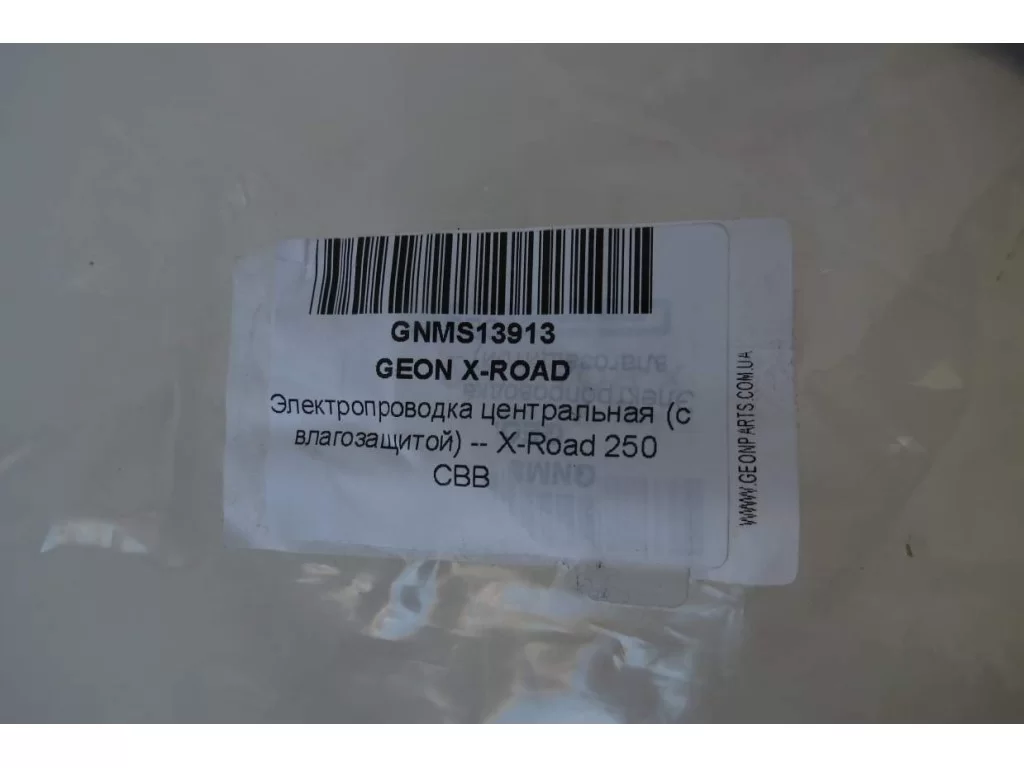 GNMS13913
GEON X-ROAD
Электропроводка центральная (с
влагозащитой) -- X-Road 250
CBB
WWW.GEONPARTS.COM.UA